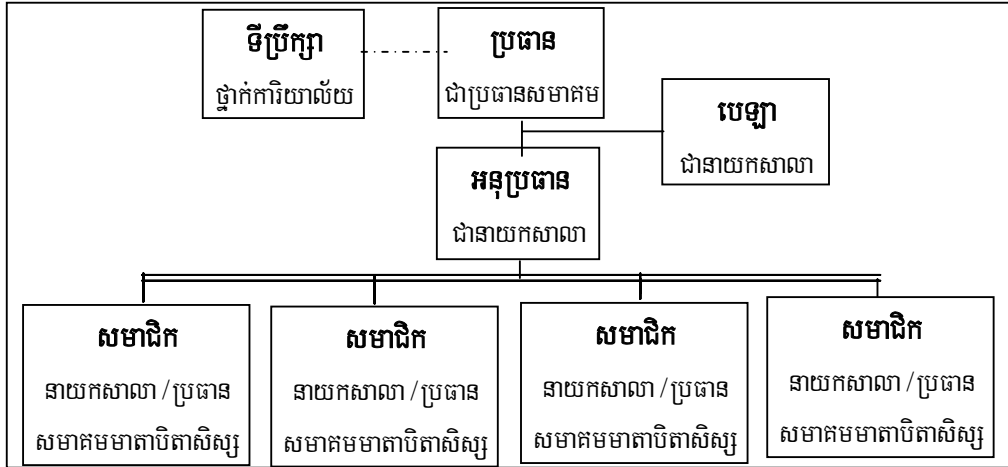 ទីប្រឹក្សា
ថ្នាក់ការិយាល័យ
ប្រធាន
ជាប្រធានសមាគម
បេឡា
ជានាយកសាលា
អនុប្រធាន
ជានាយកសាលា
សមាជិក
នាយកសាលា /ប្រធាន
សមាគមមាតាបិតាសិស្ស
សមាជិក
នាយកសាលា /ប្រធាន
សមាគមមាតាបិតាសិស្ស
សមាជិក
នាយកសាលា /ប្រធាន
សមាគមមាតាបិតាសិស្ស
សមាជិក
នាយកសាលា /ប្រធាន
សមាគមមាតាបិតាសិស្ស